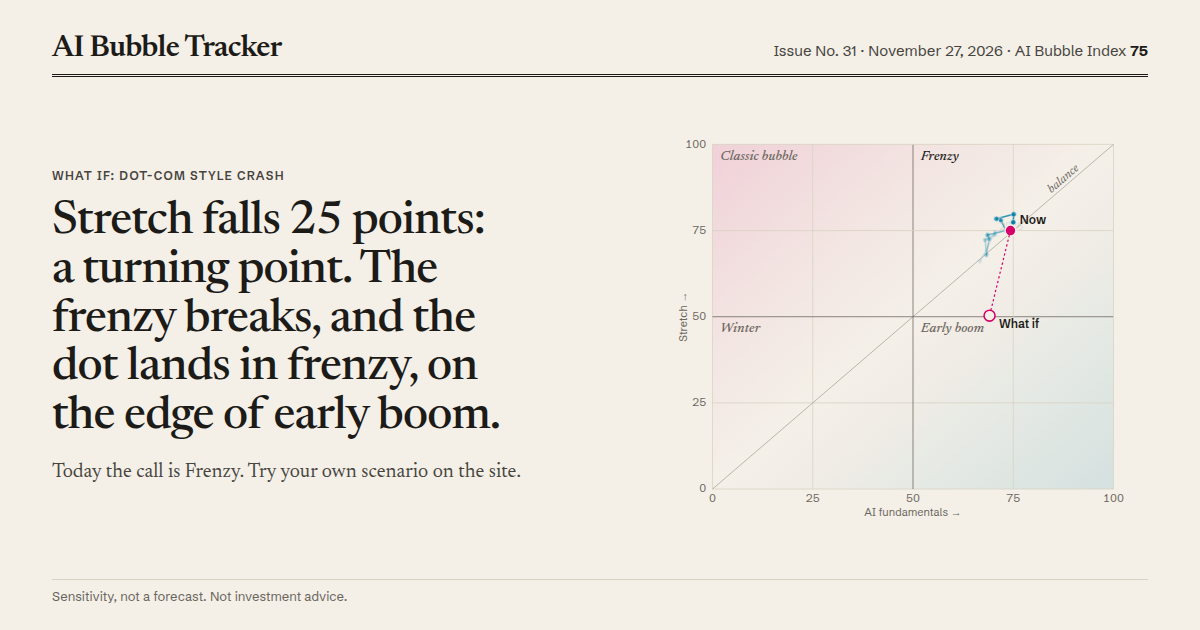 AI Bubble Tracker
Issue No. 31 · November 27, 2026 · AI Bubble Index 75
WHAT IF: DOT-COM STYLE CRASH
Stretch falls 25 points:
a turning point. The
frenzy breaks, and the
dot lands in frenzy, on
the edge of early boom.
Today the call is Frenzy. Try your own scenario on the site.
100
Classic bubble
Frenzy
balance
Now
75
Stretch →
50
Winter
Early boom
What if
25
0
0
25
50
75
100
AI fundamentals →
Sensitivity, not a forecast. Not investment advice.